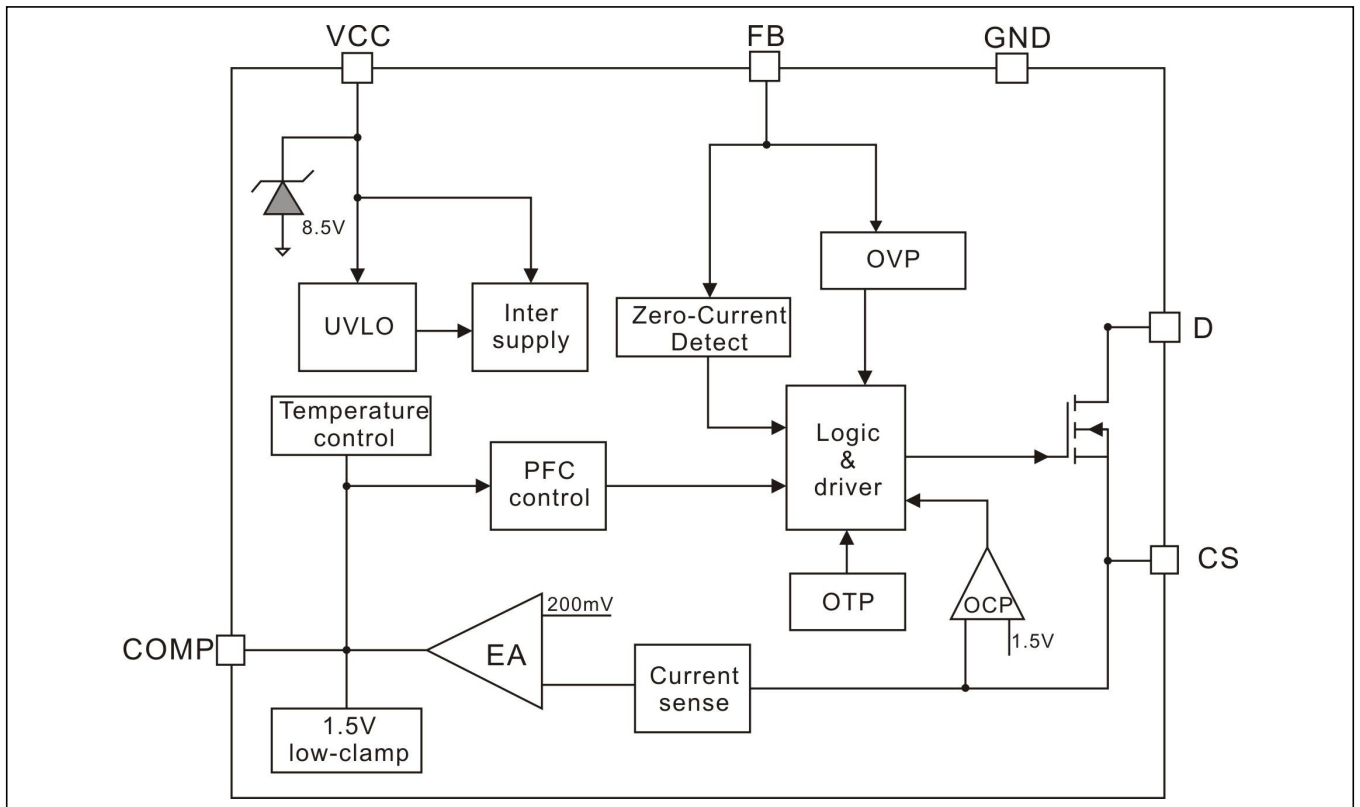 VCC
FB
GND
8.5V
OVP
UVLO
Inter
supply
Zero-Current
Detect
D
Temperature
control
PFC
control
Logic
&
driver
CS
OTP
OCP
1.5V
COMP
EA
200mV
Current
sense
1.5V
low-clamp